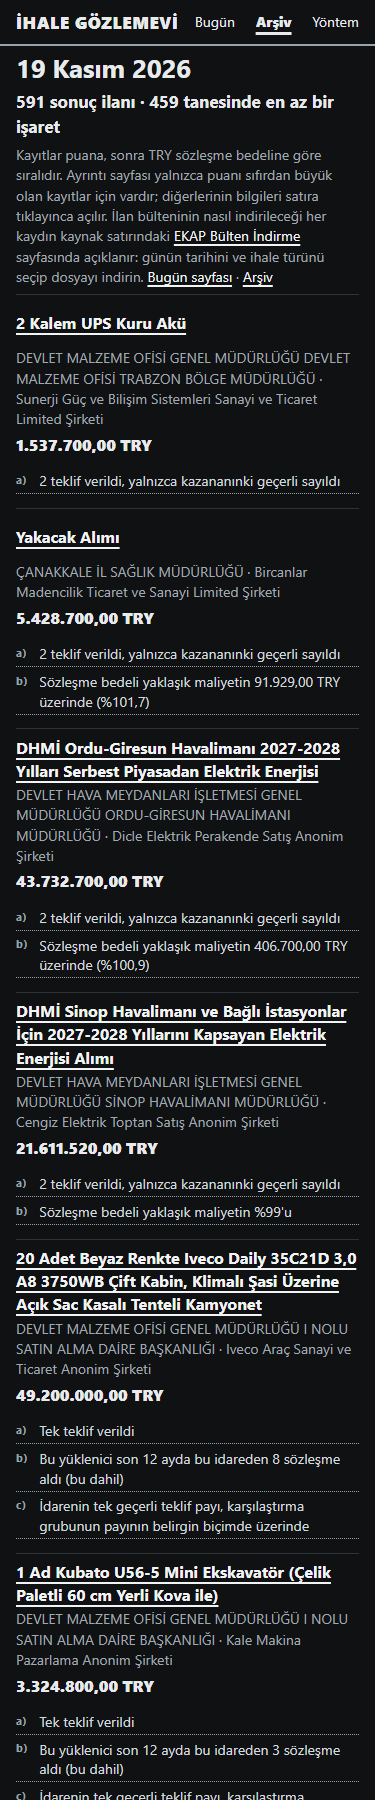 İHALE GÖZLEMEVİ Bugün Arşiv Yöntem
19 Kasım 2026
591 sonuç ilanı · 459 tanesinde en az bir
işaret
Kayıtlar puana, sonra TRY sözleşme bedeline göre
sıralıdır. Ayrıntı sayfası yalnızca puanı sıfırdan büyük
olan kayıtlar için vardır; diğerlerinin bilgileri satıra
tıklayınca açılır. İlan bülteninin nasıl indirileceği her
kaydın kaynak satırındaki EKAP Bülten İndirme
sayfasında açıklanır: günün tarihini ve ihale türünü
seçip dosyayı indirin. Bugün sayfası · Arşiv
2 Kalem UPS Kuru Akü
DEVLET MALZEME OFİSİ GENEL MÜDÜRLÜĞÜ DEVLET
MALZEME OFİSİ TRABZON BÖLGE MÜDÜRLÜĞÜ ·
Sunerji Güç ve Bilişim Sistemleri Sanayi ve Ticaret
Limited Şirketi
1.537.700,00 TRY
a) 2 teklif verildi, yalnızca kazananınki geçerli sayıldı
Yakacak Alımı
ÇANAKKALE İL SAĞLIK MÜDÜRLÜĞÜ · Bircanlar
Madencilik Ticaret ve Sanayi Limited Şirketi
5.428.700,00 TRY
a) 2 teklif verildi, yalnızca kazananınki geçerli sayıldı
b) Sözleşme bedeli yaklaşık maliyetin 91.929,00 TRY
üzerinde (%101,7)
DHMİ Ordu-Giresun Havalimanı 2027-2028
Yılları Serbest Piyasadan Elektrik Enerjisi
DEVLET HAVA MEYDANLARI İŞLETMESİ GENEL
MÜDÜRLÜĞÜ ORDU-GİRESUN HAVALİMANI
MÜDÜRLÜĞÜ · Dicle Elektrik Perakende Satış Anonim
Şirketi
43.732.700,00 TRY
a) 2 teklif verildi, yalnızca kazananınki geçerli sayıldı
b) Sözleşme bedeli yaklaşık maliyetin 406.700,00 TRY
üzerinde (%100,9)
DHMİ Sinop Havalimanı ve Bağlı İstasyonlar
İçin 2027-2028 Yıllarını Kapsayan Elektrik
Enerjisi Alımı
DEVLET HAVA MEYDANLARI İŞLETMESİ GENEL
MÜDÜRLÜĞÜ SİNOP HAVALİMANI MÜDÜRLÜĞÜ ·
Cengiz Elektrik Toptan Satış Anonim Şirketi
21.611.520,00 TRY
a) 2 teklif verildi, yalnızca kazananınki geçerli sayıldı
b) Sözleşme bedeli yaklaşık maliyetin %99'u
20 Adet Beyaz Renkte Iveco Daily 35C21D 3,0
A8 3750WB Çift Kabin, Klimalı Şasi Üzerine
Açık Sac Kasalı Tenteli Kamyonet
DEVLET MALZEME OFİSİ GENEL MÜDÜRLÜĞÜ I NOLU
SATIN ALMA DAİRE BAŞKANLIĞI · Iveco Araç Sanayi ve
Ticaret Anonim Şirketi
49.200.000,00 TRY
a) Tek teklif verildi
b) Bu yüklenici son 12 ayda bu idareden 8 sözleşme
aldı (bu dahil)
c) İdarenin tek geçerli teklif payı, karşılaştırma
grubunun payının belirgin biçimde üzerinde
1 Ad Kubato U56-5 Mini Ekskavatör (Çelik
Paletli 60 cm Yerli Kova ile)
DEVLET MALZEME OFİSİ GENEL MÜDÜRLÜĞÜ I NOLU
SATIN ALMA DAİRE BAŞKANLIĞI · Kale Makina
Pazarlama Anonim Şirketi
3.324.800,00 TRY
a) Tek teklif verildi
b) Bu yüklenici son 12 ayda bu idareden 3 sözleşme
aldı (bu dahil)
c) İdarenin tek geçerli teklif payı, karşılaştırma